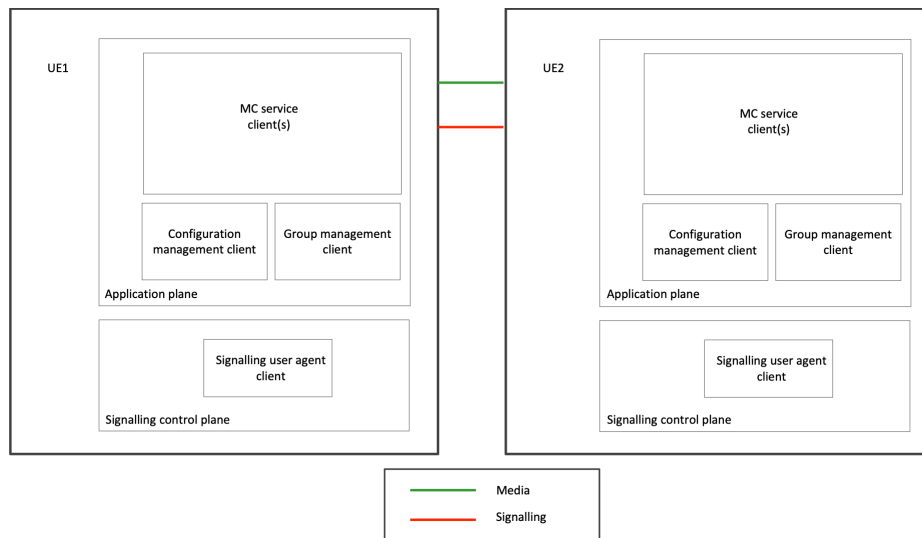 UE1
MC service
client(s)
Configuration
management client
Group management
client
Application plane
Signalling user agent
client
Signalling control plane
UE2
MC service
client(s)
Configuration
management client
Group management
client
Application plane
Signalling user agent
client
Signalling control plane
Media
Signalling